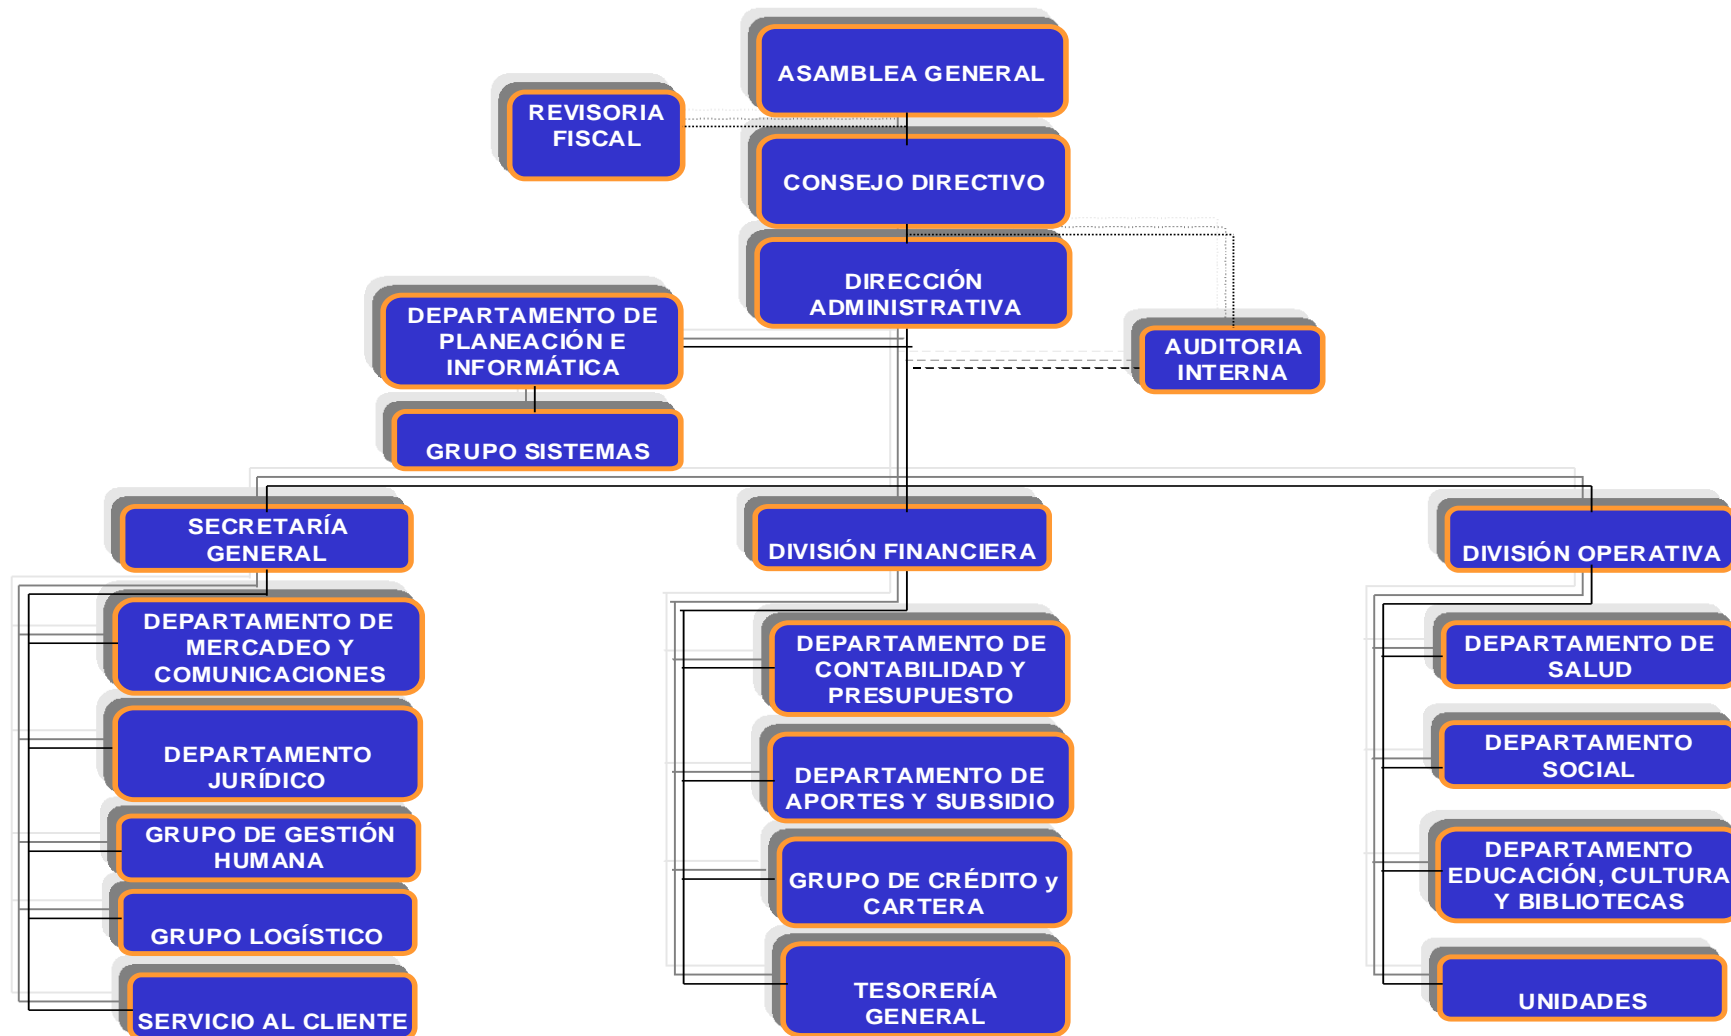 ASAMBLEA GENERAL
REVISORIA
FISCAL
CONSEJO DIRECTIVO
DIRECCIÓN
ADMINISTRATIVA
DEPARTAMENTO DE
PLANEACIÓN E
INFORMÁTICA
AUDITORIA
INTERNA
GRUPO SISTEMAS
SECRETARÍA
GENERAL
DIVISIÓN FINANCIERA
DIVISIÓN OPERATIVA
DEPARTAMENTO DE
MERCADEO Y
COMUNICACIONES
DEPARTAMENTO
JURÍDICO
GRUPO DE GESTIÓN
HUMANA
GRUPO LOGÍSTICO
SERVICIO AL CLIENTE
DEPARTAMENTO DE
CONTABILIDAD Y
PRESUPUESTO
DEPARTAMENTO DE
APORTES Y SUBSIDIO
GRUPO DE CRÉDITO y
CARTERA
TESORERÍA
GENERAL
DEPARTAMENTO DE
SALUD
DEPARTAMENTO
SOCIAL
DEPARTAMENTO
EDUCACIÓN, CULTURA
Y BIBLIOTECAS
UNIDADES